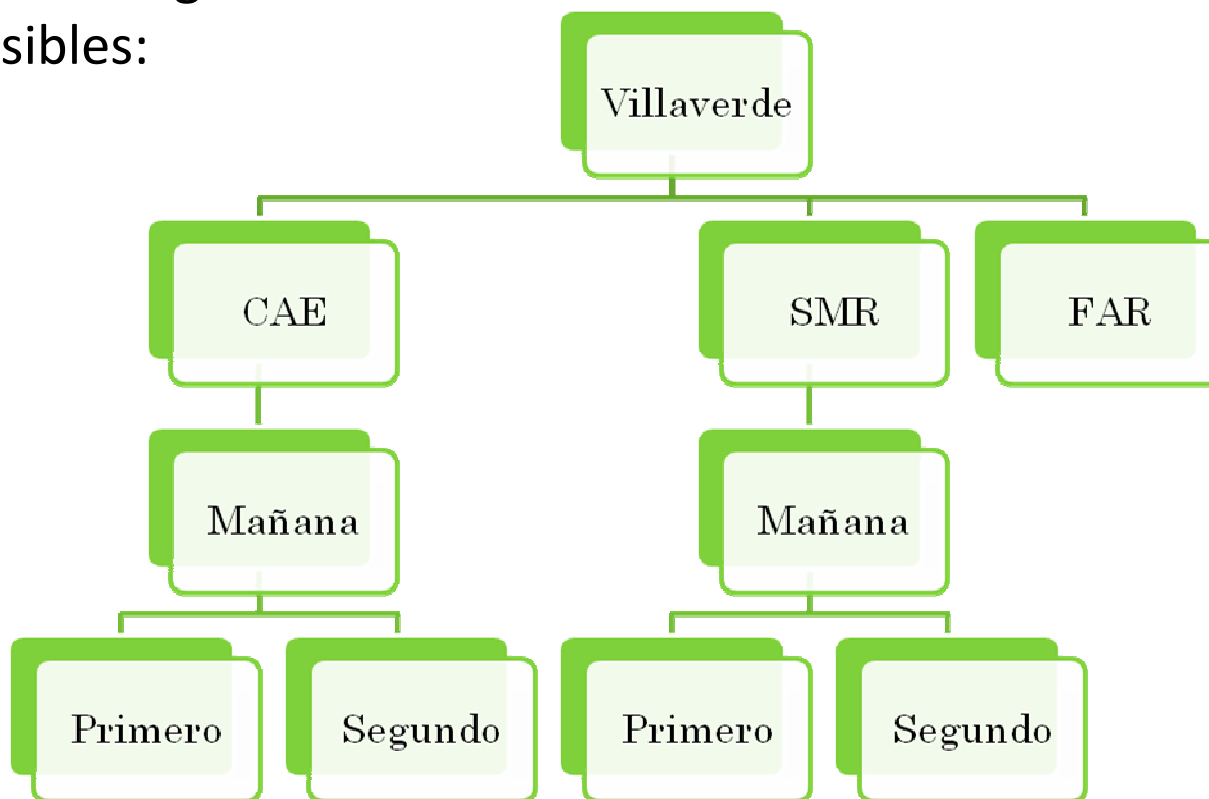 sibles:
Villaverde
CAE
SMR
FAR
Mañana
Mañana
Primero
Segundo
Primero
Segundo